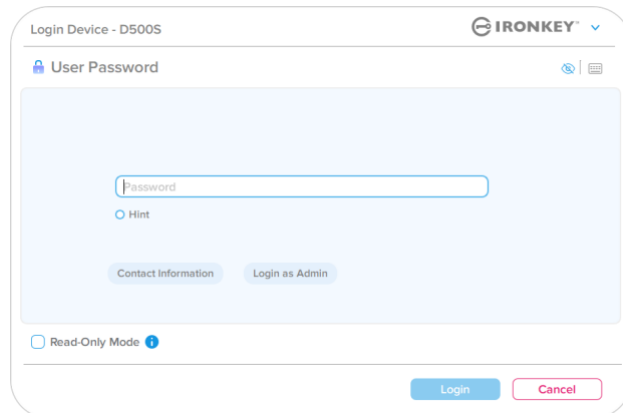 Login Device - D500S
IRONKEY
User Password
Password
Hint
Contact Information
Login as Admin
Read-Only Mode
Login
Cancel